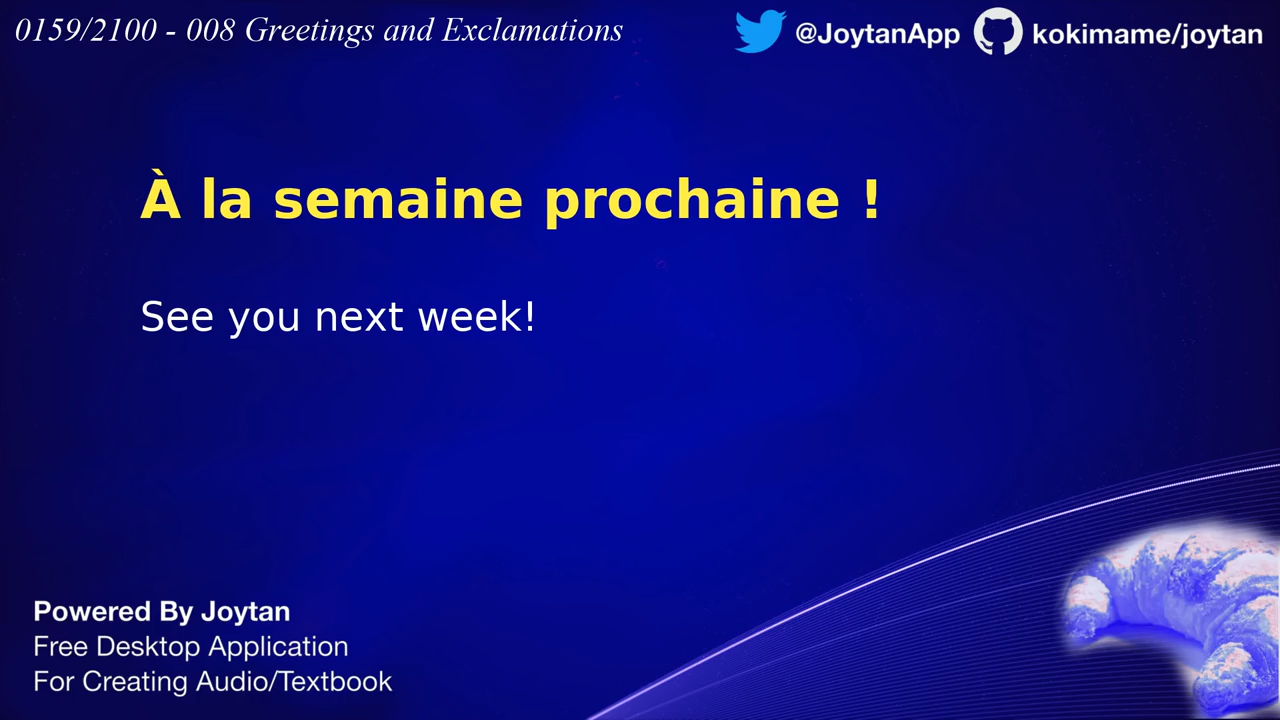 0159/2100 - 008 Greetings and Exclamations
@JoytanApp
kokimame/joytan
À la semaine prochaine !
See you next week!
Powered By Joytan
Free Desktop Application
For Creating Audio/Textbook